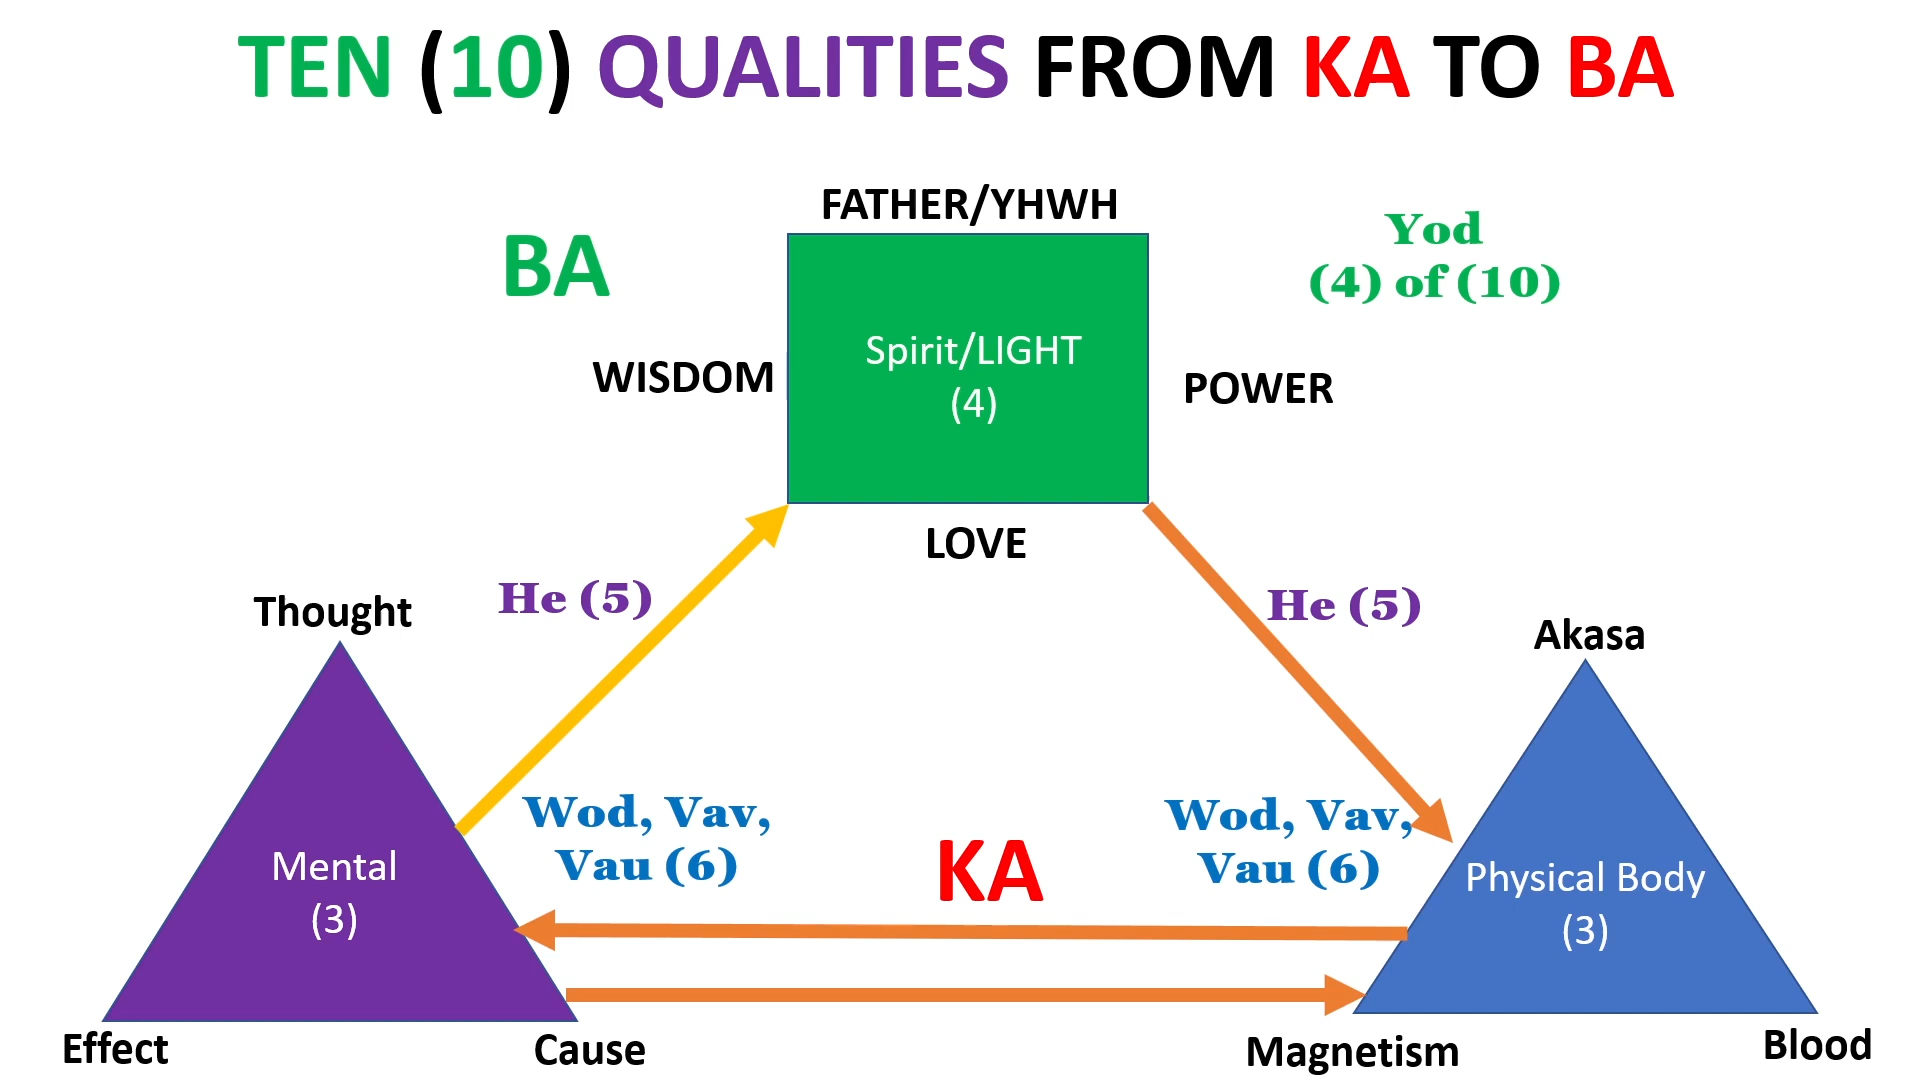 TEN (10) QUALITIES FROM KA TO BA
FATHER/YHWH
BA
Yod
(4) of (10)
Spirit/LIGHT
(4)
WISDOM
POWER
LOVE
He (5)
He (5)
Thought
Akasa
Wod, Vav,
Vau (6)
KA
Wod, Vav,
Vau (6)
Mental
(3)
Physical Body
(3)
Effect
Cause
Magnetism
Blood